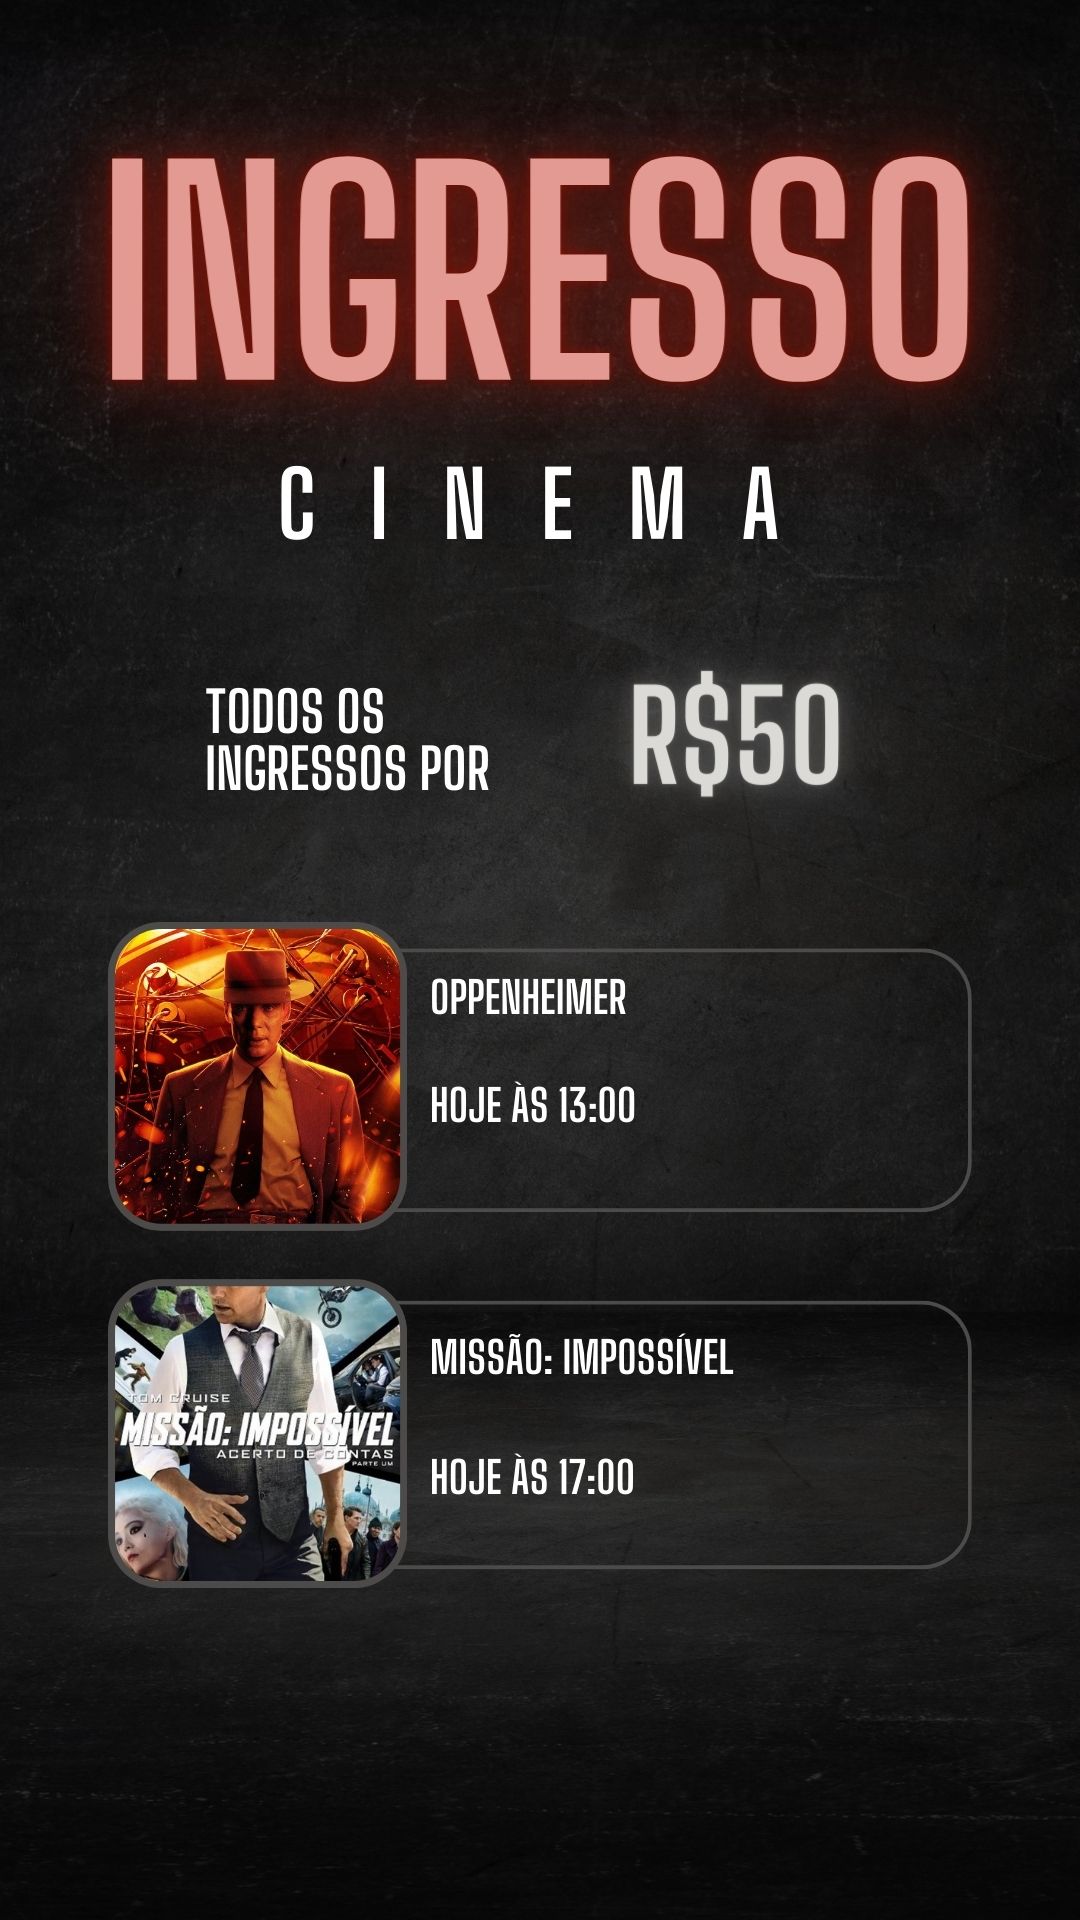 INGRESSO
CINEMA
TODOS OS
INGRESSOS POR
R$50
OPPENHEIMER
HOJE ÀS 13:00
TOM CRUISE
MISSÃO: IMPOSSÍVEL
ACERTO DE CONTAS
PARTE UM
MISSÃO: IMPOSSÍVEL
HOJE ÀS 17:00